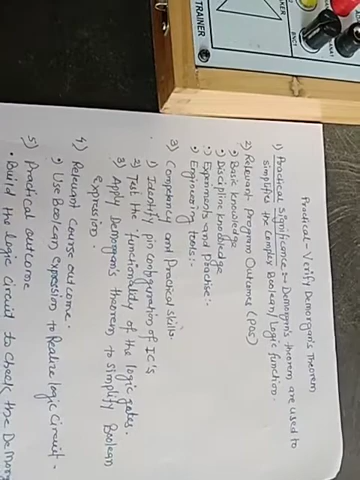 TRAINER
Practical - Verify Demorgan's Theorem
1) Practical Significance :- Demorgan's theorem are used to
simplifies the complex Boolean/Logic function.
2) Relevant Program Outcomes (POs)
• Basic knowledge
• Discipline knowledge
• Experiments and Practice:-
• Engineering tools:-
3) Competency and Practical skills.
1) Identify pin configuration of IC's
2) Test the functionality of the logic gates.
3) Apply Demorgan's theorem to simplify Boolean
expression.
4) Relevant course outcome.
• Use Boolean expression to Realize logic circuit.
5) Practical outcome
• Build the logic circuit to check the Demorg